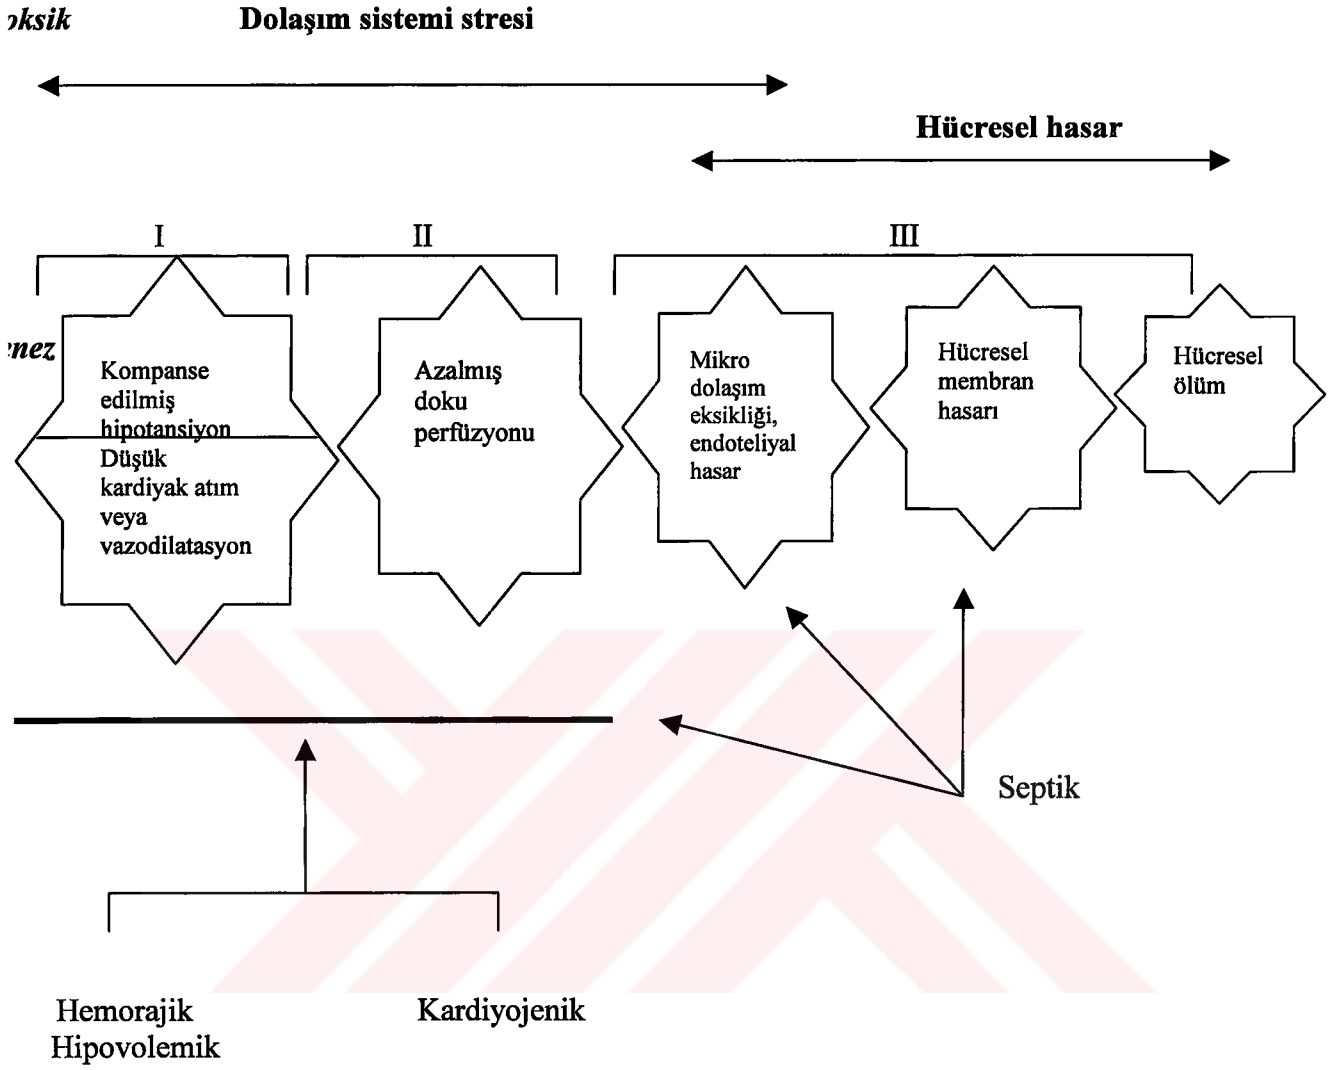 Dolaşım sistemi stresi
Hücresel hasar
I
II
III
Kompanse
edilmiş
hipotansiyon
Düşük
kardiyak atım
veya
vazodilatasyon
Azalmış
doku
perfüzyonu
Mikro
dolaşım
eksikliği,
endoteliyal
hasar
Hücresel
membran
hasarı
Hücresel
ölüm
Septik
Hemorajik
Hipovolemik
Kardiyojenik